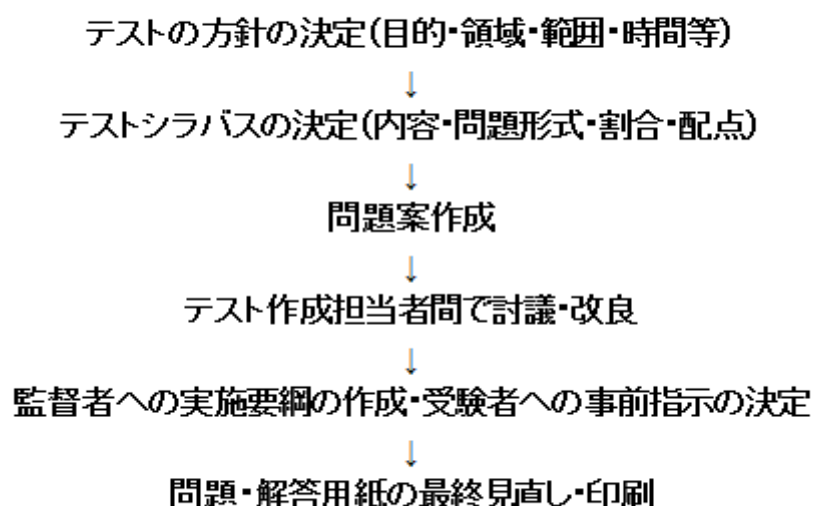 テストの方針の決定(目的・領域・範囲・時間等)
↓
テストシラバスの決定(内容・問題形式・割合・配点)
↓
問題案作成
↓
テスト作成担当者間で討議・改良
↓
監督者への実施要綱の作成・受験者への事前指示の決定
↓
問題・解答用紙の最終見直し・印刷